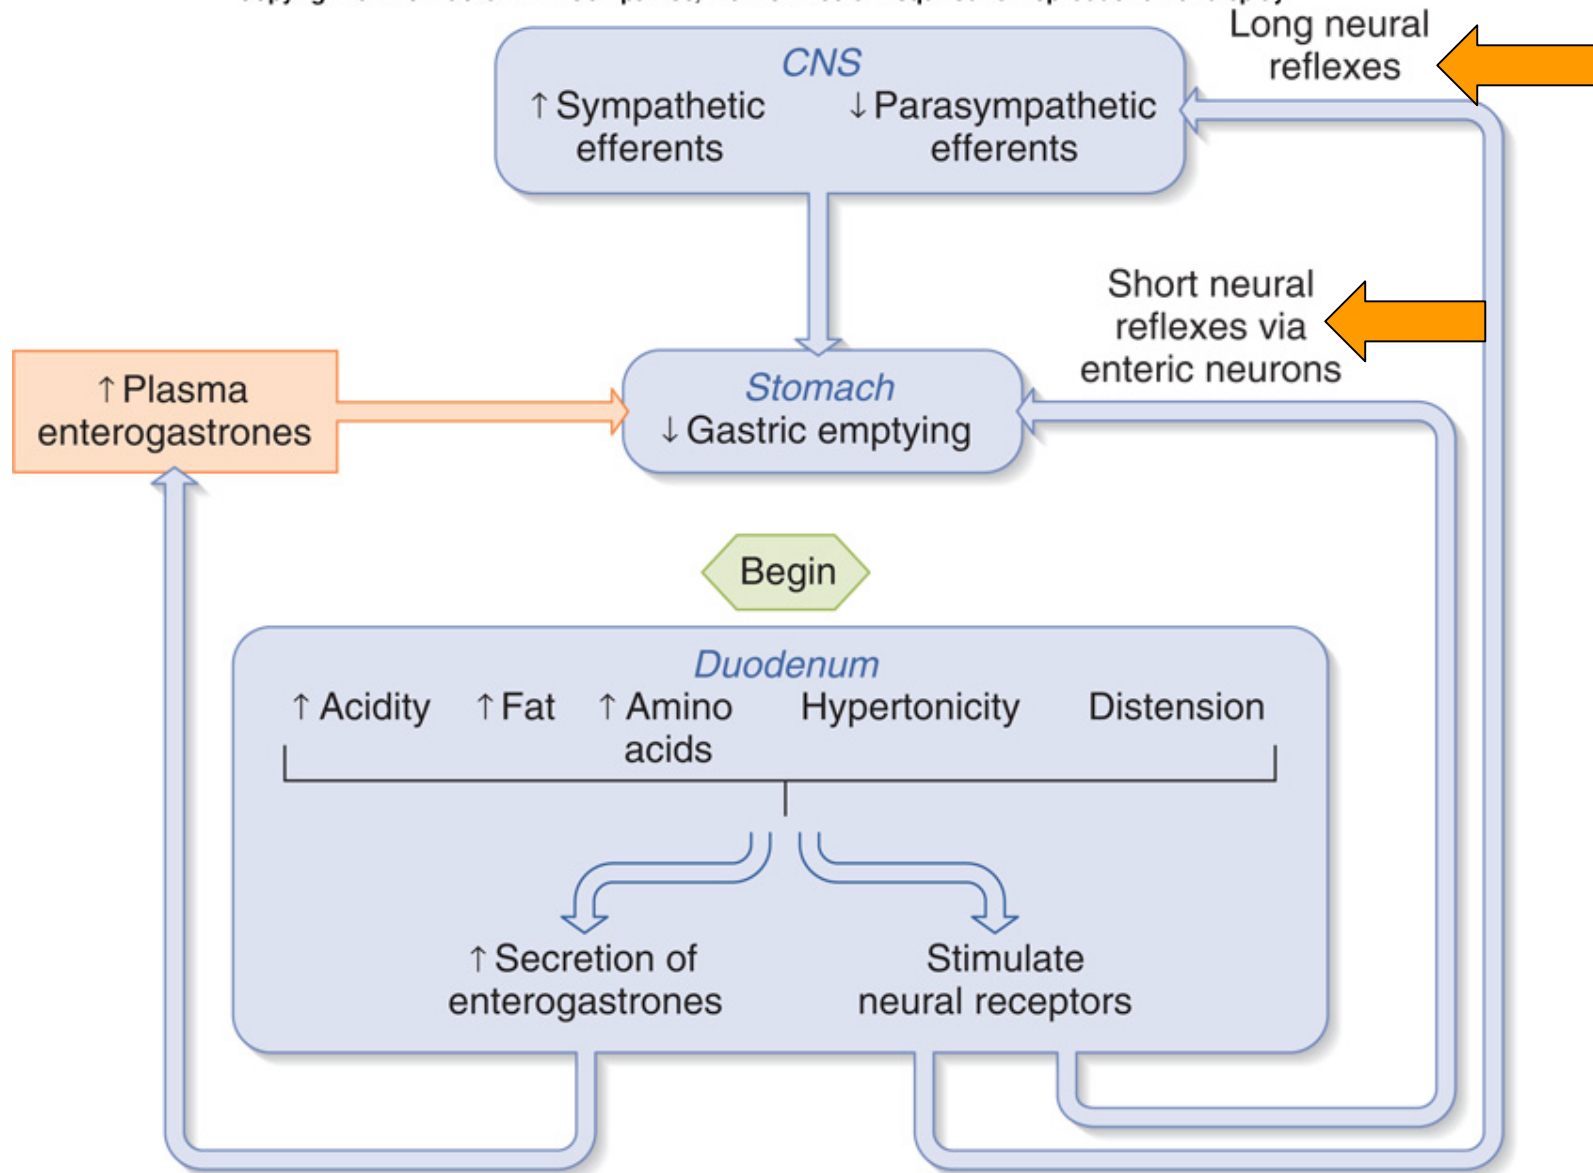 Long neural
reflexes
CNS
↑ Sympathetic
efferents
↓ Parasympathetic
efferents
Short neural
reflexes via
enteric neurons
↑ Plasma
enterogastrones
Stomach
↓ Gastric emptying
Begin
Duodenum
↑ Acidity ↑ Fat ↑ Amino acids Hypertonicity Distension
↑ Secretion of
enterogastrones
Stimulate
neural receptors